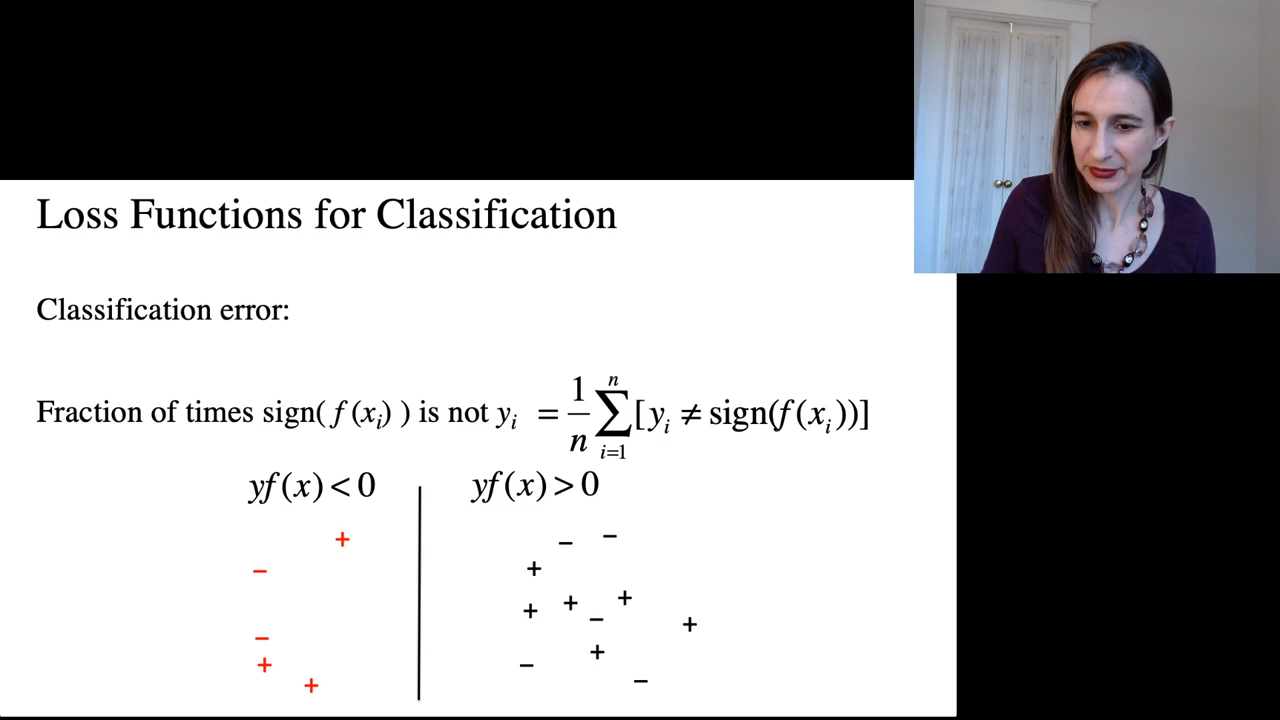 Loss Functions for Classification
Classification error:
Fraction of times sign( f(xᵢ) ) is not yᵢ = 1/n ∑ᵢ₌₁ⁿ [yᵢ ≠ sign(f(xᵢ))]
yf(x) < 0 yf(x) > 0
+ − −
− +
+ + + − +
− +
+ −
+ −